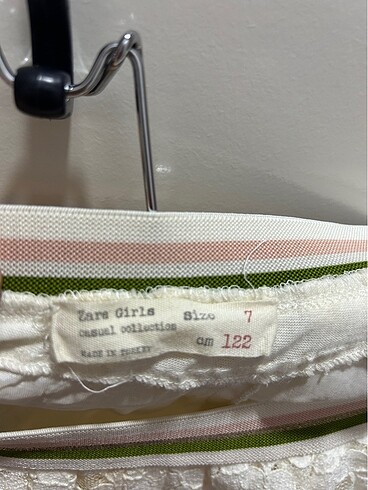 Zara Girls size 7
casual collection cm 122
MADE IN TURKEY